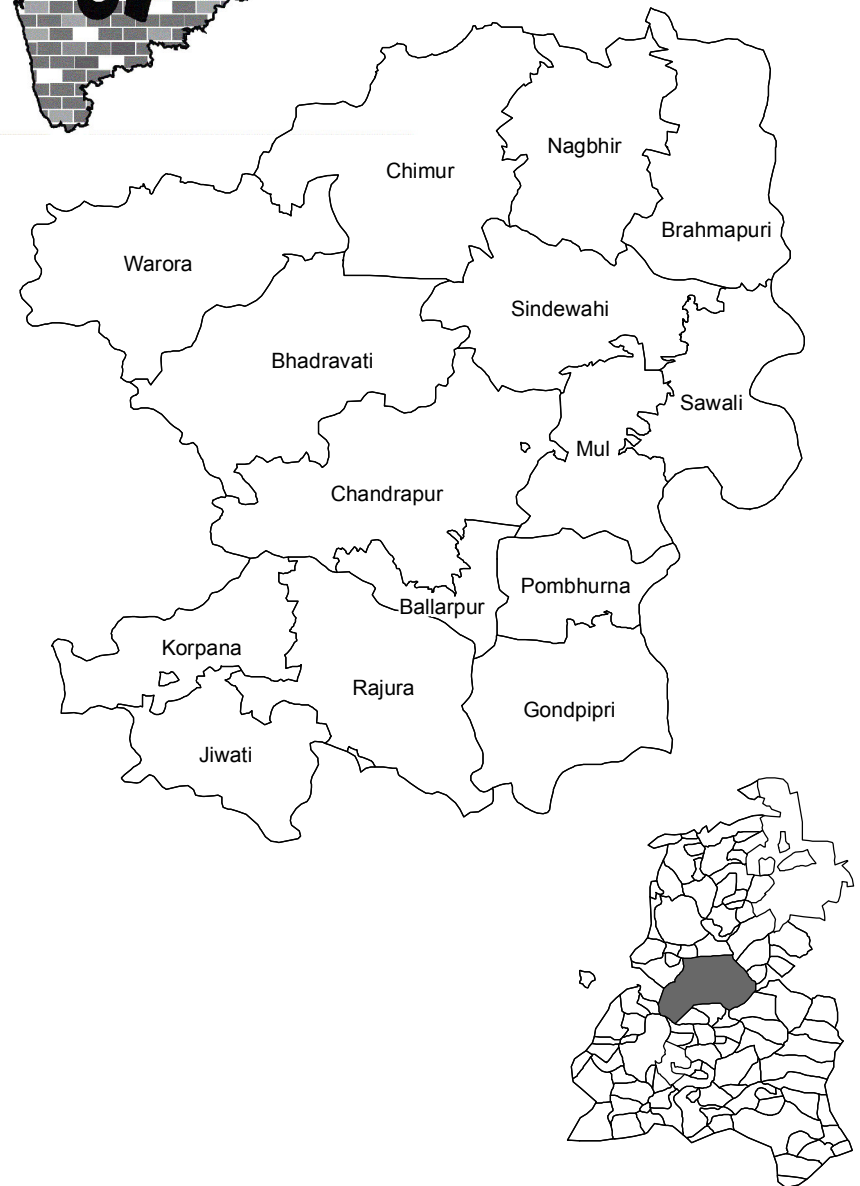 Nagbhir
Chimur
Brahmapuri
Warora
Sindewahi
Bhadravati
Sawali
Mul
Chandrapur
Pombhurna
Ballarpur
Korpana
Rajura
Gondpipri
Jiwati